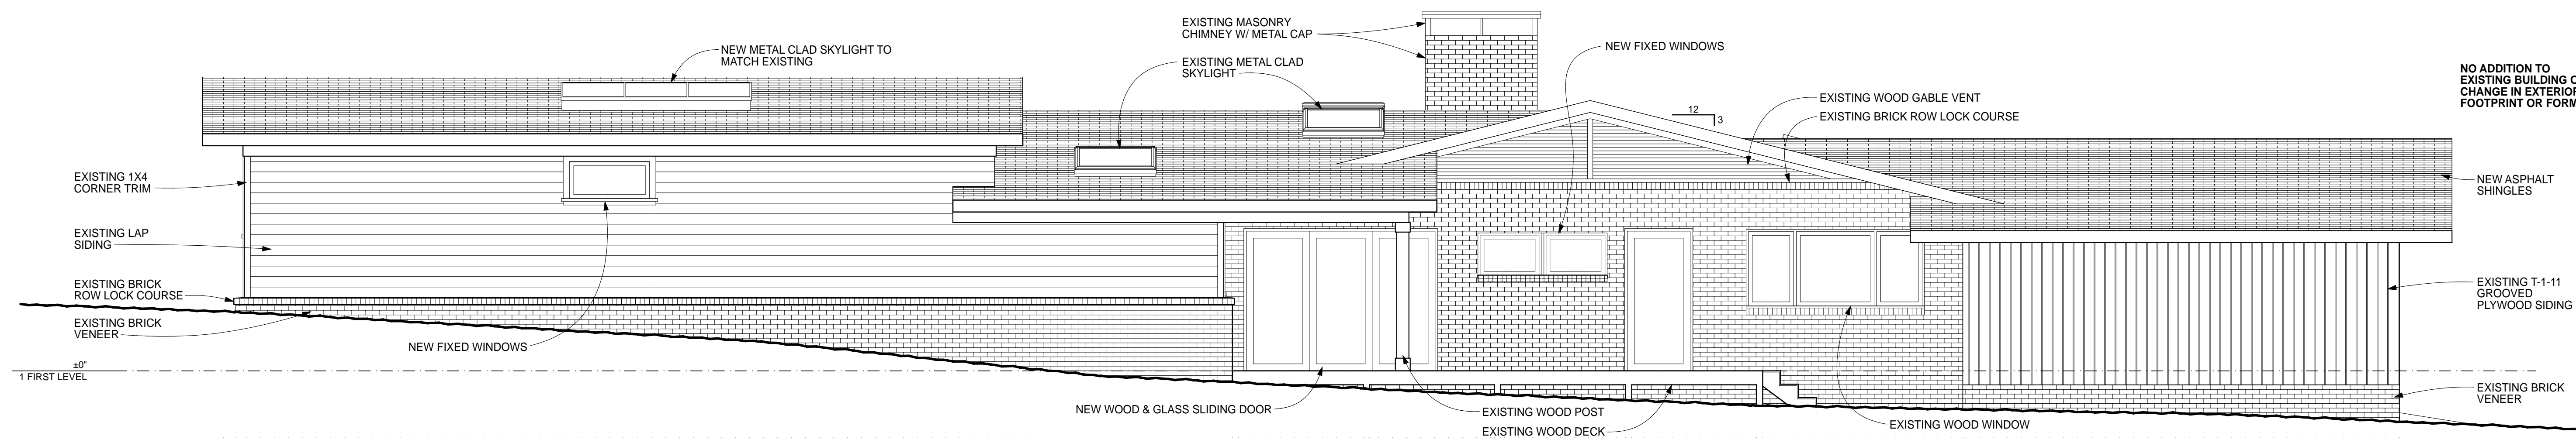 EXISTING MASONRY
CHIMNEY W/ METAL CAP
NEW METAL CLAD SKYLIGHT TO
MATCH EXISTING
NEW FIXED WINDOWS
EXISTING METAL CLAD
SKYLIGHT
NO ADDITION TO
EXISTING BUILDING
CHANGE IN
FOOTPRINT OR
EXISTING WOOD GABLE VENT
12
3
EXISTING BRICK ROW LOCK COURSE
EXISTING 1X4
CORNER TRIM
NEW ASPHALT
SHINGLES
EXISTING LAP
SIDING
EXISTING BRICK
ROW LOCK COURSE
EXISTING T-1-11
GROOVED
PLYWOOD SIDING
EXISTING BRICK
VENEER
NEW FIXED WINDOWS
±0"
1 FIRST LEVEL
EXISTING BRICK
VENEER
NEW WOOD & GLASS SLIDING DOOR
EXISTING WOOD POST
EXISTING WOOD DECK
EXISTING WOOD WINDOW